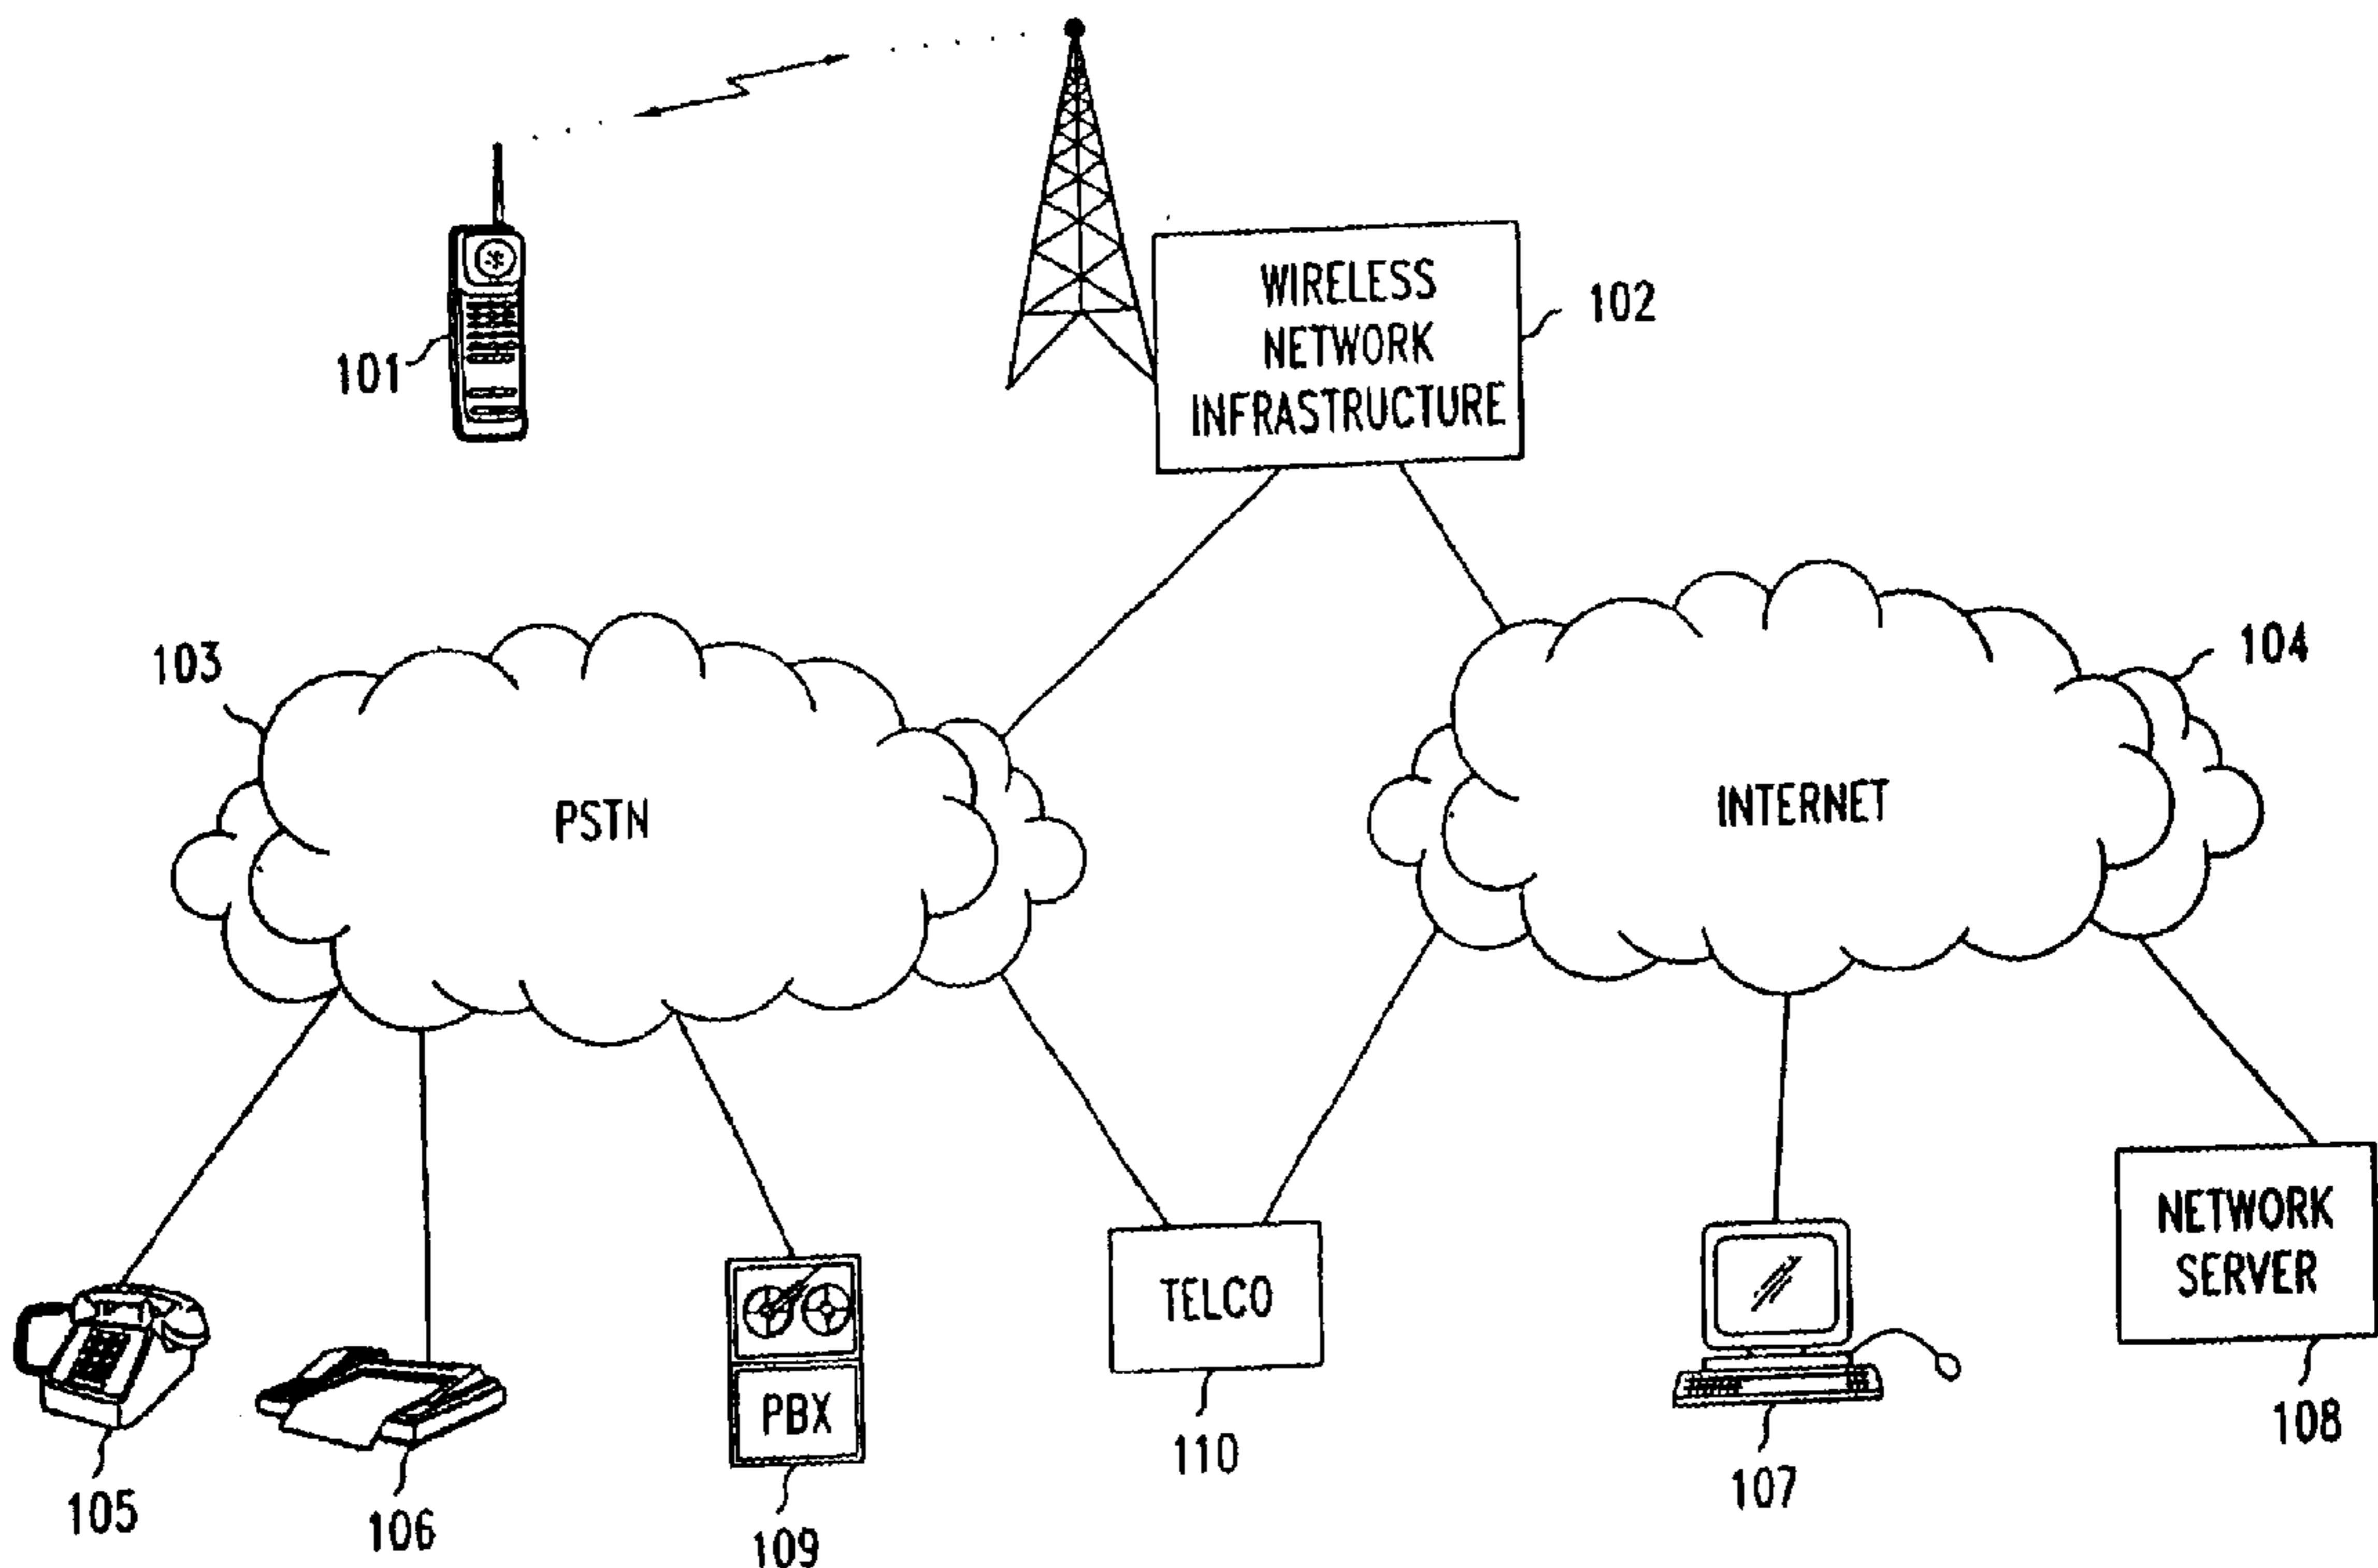 WIRELESS
NETWORK
INFRASTRUCTURE
102
101
103
104
PSTN
INTERNET
TELCO
NETWORK
SERVER
PBX
105
106
109
110
107
108